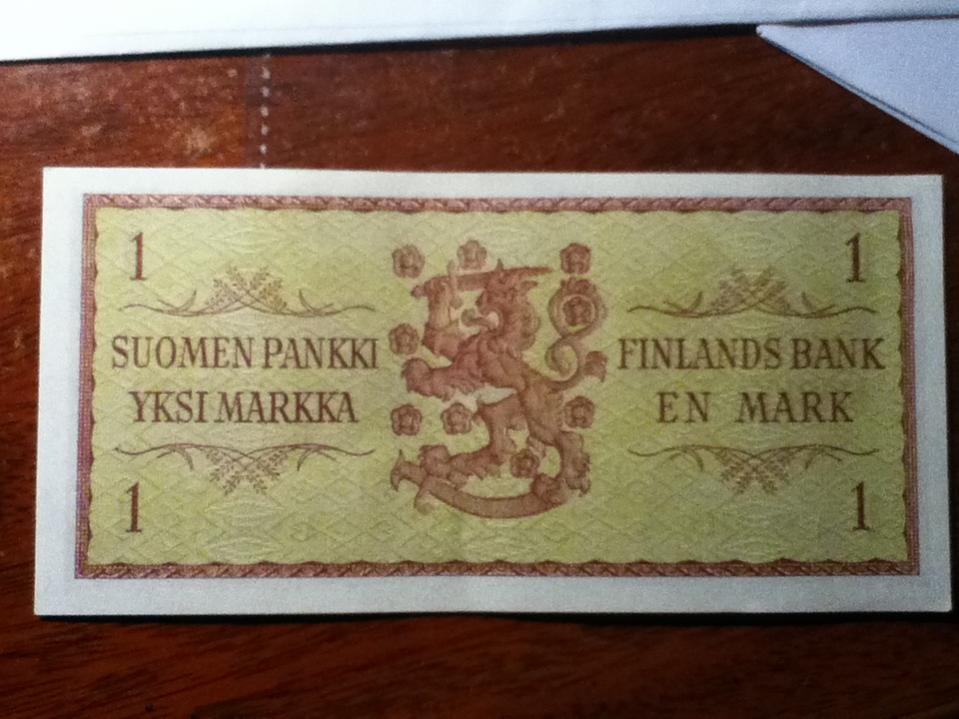 1
1
SUOMEN PANKKI
YKSI MARKKA
FINLANDS BANK
EN MARK
1
1